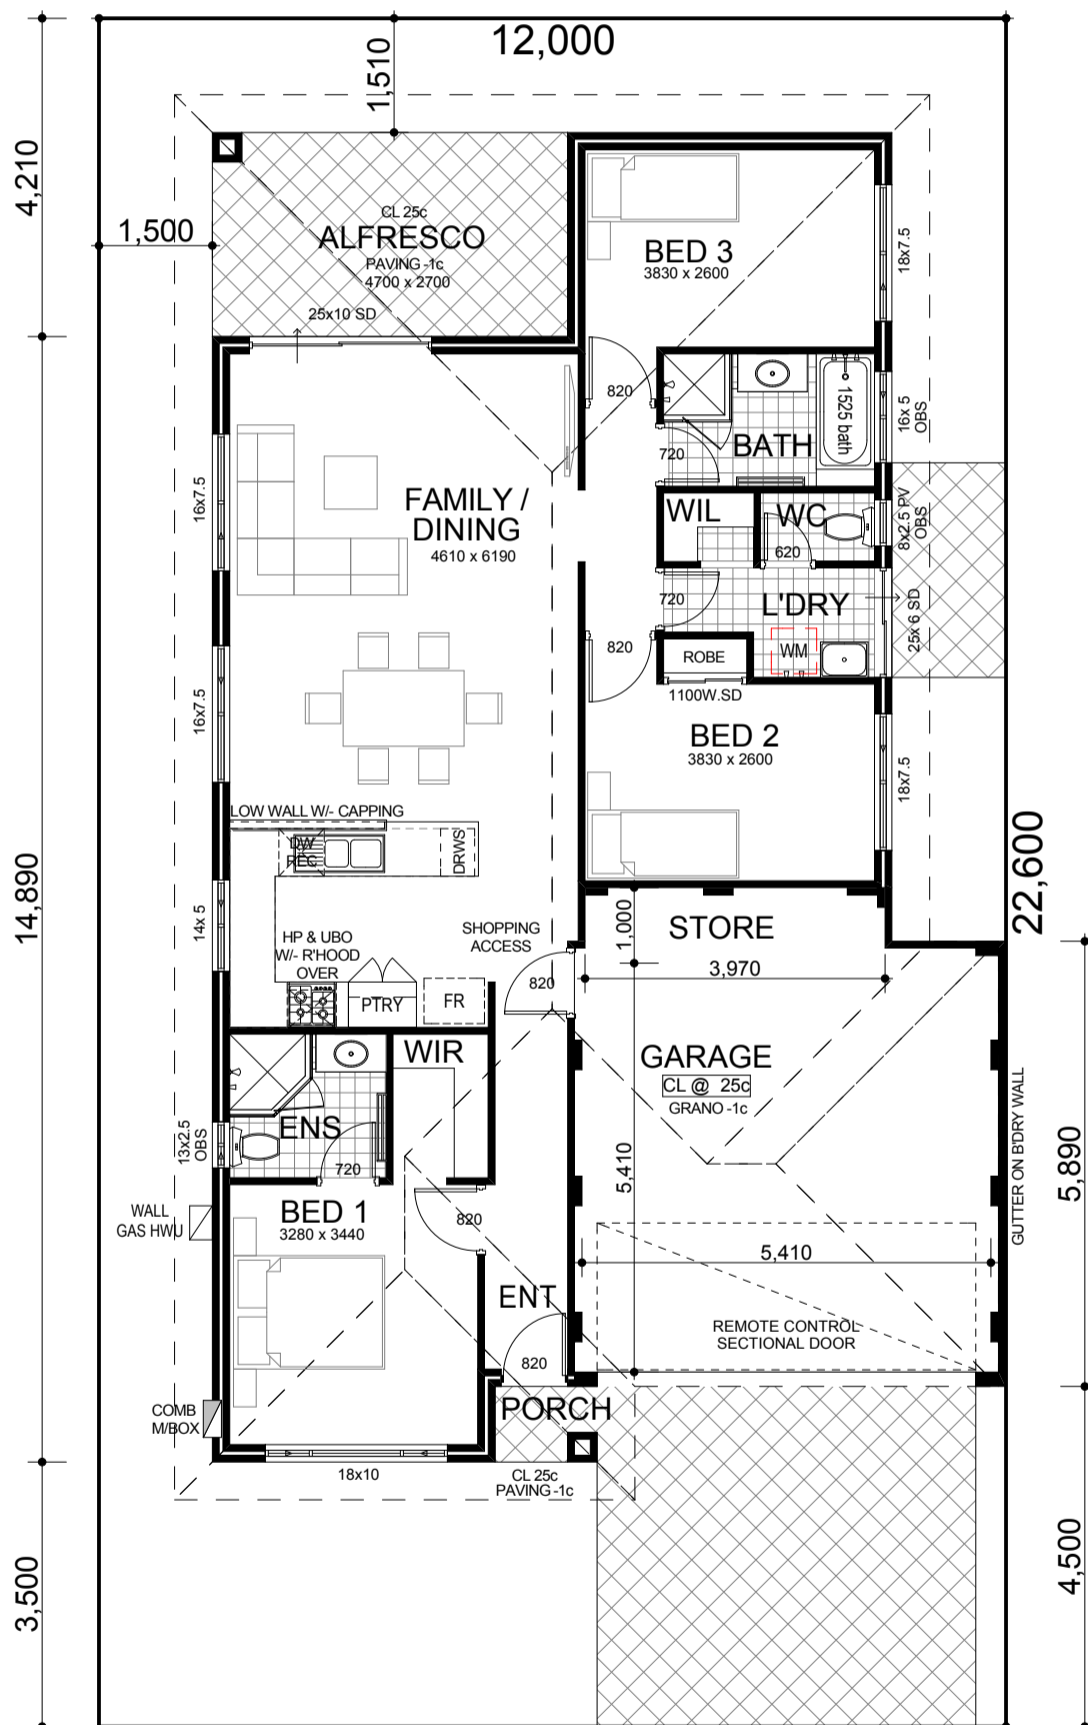 12,000
1,510
4,210
1,500
CL 25c
ALFRESCO
PAVING -1c
4700 x 2700
25x10 SD
BED 3
3830 x 2600
18x7.5
820
1525 bath
16x 5
OBS
BATH
720
FAMILY /
DINING
4610 x 6190
16x7.5
WIL
WC
8x2.5 PV
OBS
620
720
L'DRY
25x 6 SD
820
ROBE
WM
1100W.SD
16x7.5
BED 2
3830 x 2600
18x7.5
LOW WALL W/- CAPPING
DW
REC
DRWS
22,600
14,890
14x 5
HP & UBO
W/- R'HOOD
OVER
SHOPPING
ACCESS
1,000
STORE
3,970
820
PTRY
FR
WIR
GARAGE
CL @ 25c
GRANO -1c
GUTTER ON B'DRY WALL
13x2.5
OBS
ENS
720
5,410
5,890
WALL
GAS HWU
BED 1
3280 x 3440
820
5,410
ENT
REMOTE CONTROL
SECTIONAL DOOR
820
COMB
M/BOX
PORCH
18x10
CL 25c
PAVING -1c
3,500
4,500